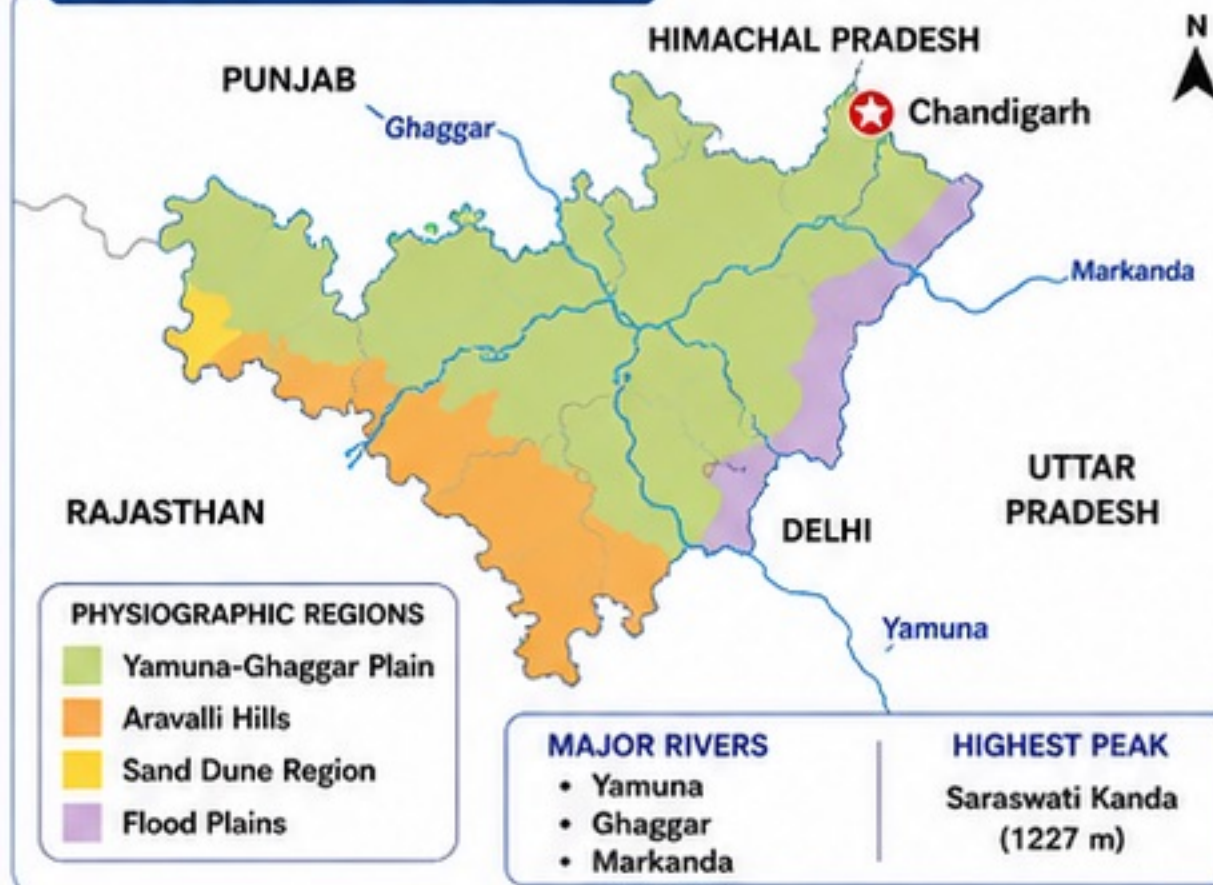 HIMACHAL PRADESH
N
PUNJAB
Chandigarh
Ghaggar
Markanda
UTTAR
PRADESH
RAJASTHAN
DELHI
Yamuna
PHYSIOGRAPHIC REGIONS
Yamuna-Ghaggar Plain
Aravalli Hills
Sand Dune Region
Flood Plains
MAJOR RIVERS
• Yamuna
• Ghaggar
• Markanda
HIGHEST PEAK
Saraswati Kanda
(1227 m)